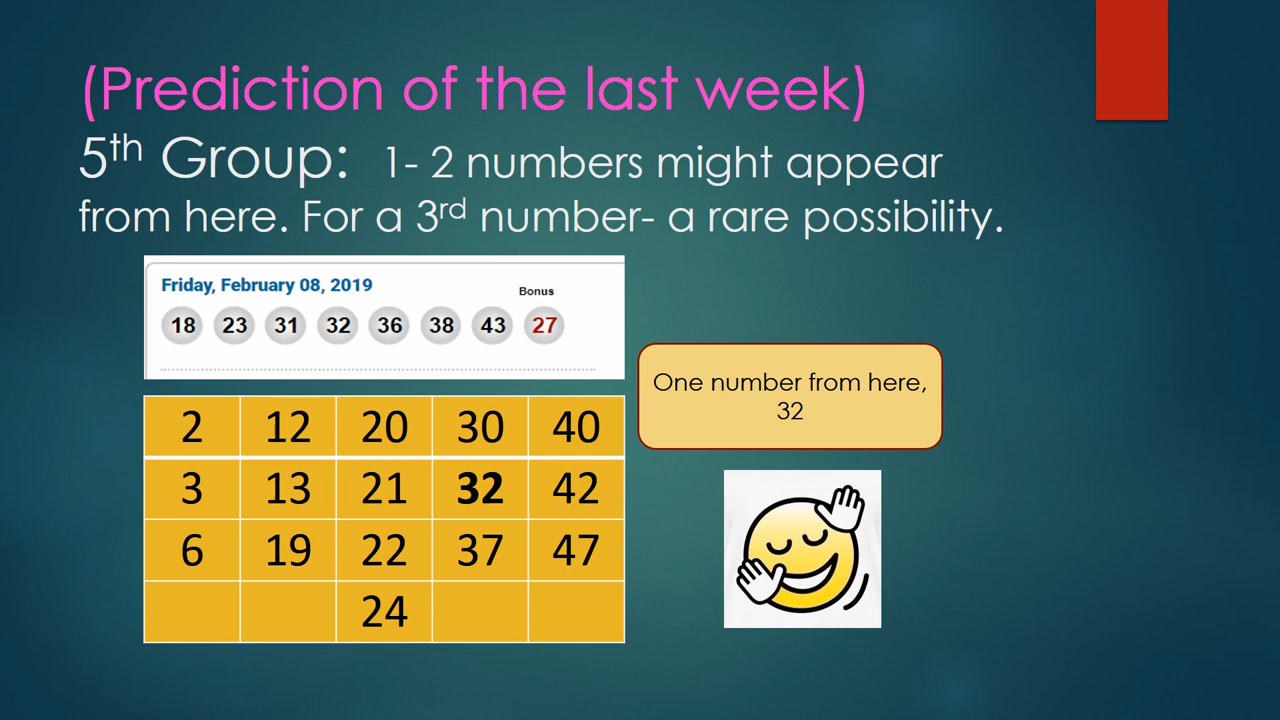 (Prediction of the last week)
5th Group: 1- 2 numbers might appear
from here. For a 3rd number- a rare possibility.
Friday, February 08, 2019
Bonus
18 23 31 32 36 38 43 27
One number from here,
32
2 12 20 30 40
3 13 21 32 42
6 19 22 37 47
24